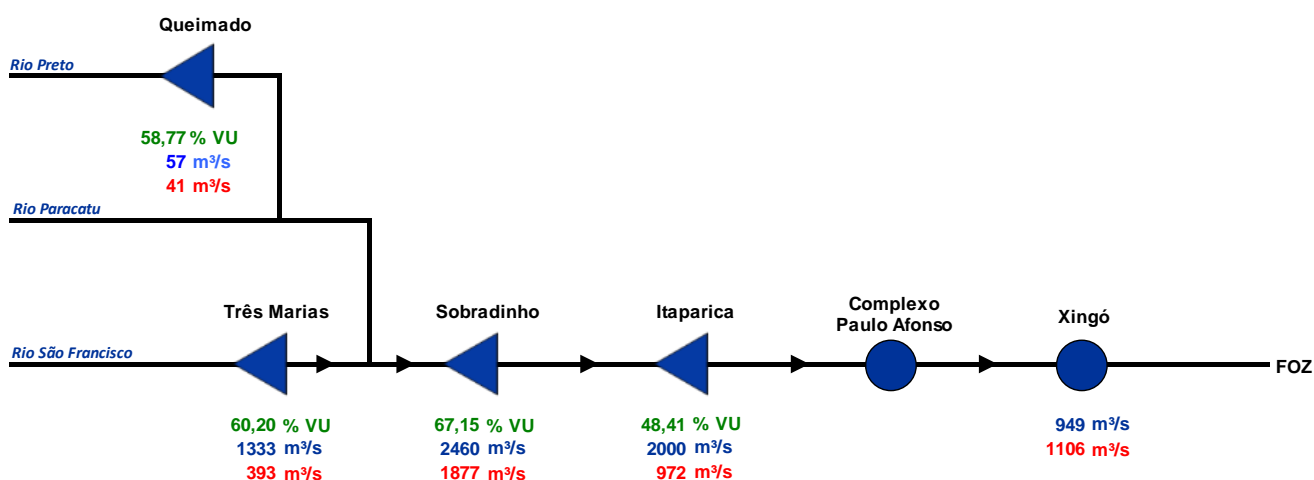 Queimado
Rio Preto
58,77 % VU
57 m³/s
41 m³/s
Rio Paracatu
Três Marias
Sobradinho
Itaparica
Complexo
Paulo Afonso
Xingó
Rio São Francisco
FOZ
60,20 % VU
1333 m³/s
393 m³/s
67,15 % VU
2460 m³/s
1877 m³/s
48,41 % VU
2000 m³/s
972 m³/s
949 m³/s
1106 m³/s